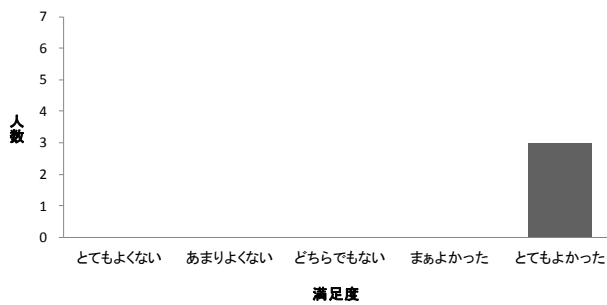 7
6
5
4
3
2
1
0
人数
とてもよくない
あまりよくない
どちらでもない
まぁよかった
とてもよかった
満足度